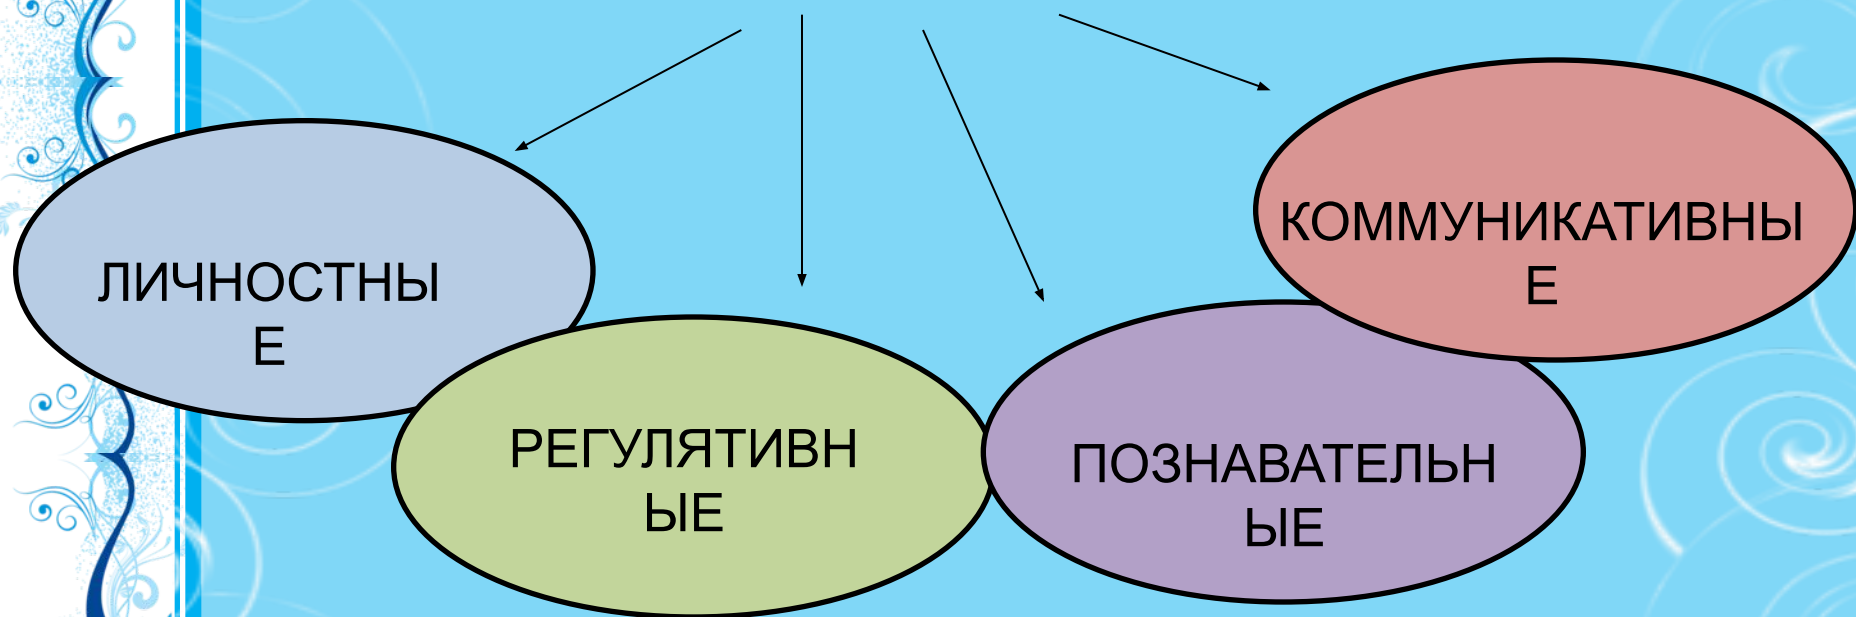 ЛИЧНОСТНЫ
Е
РЕГУЛЯТИВН
ЫЕ
ПОЗНАВАТЕЛЬН
ЫЕ
КОММУНИКАТИВНЫ
Е